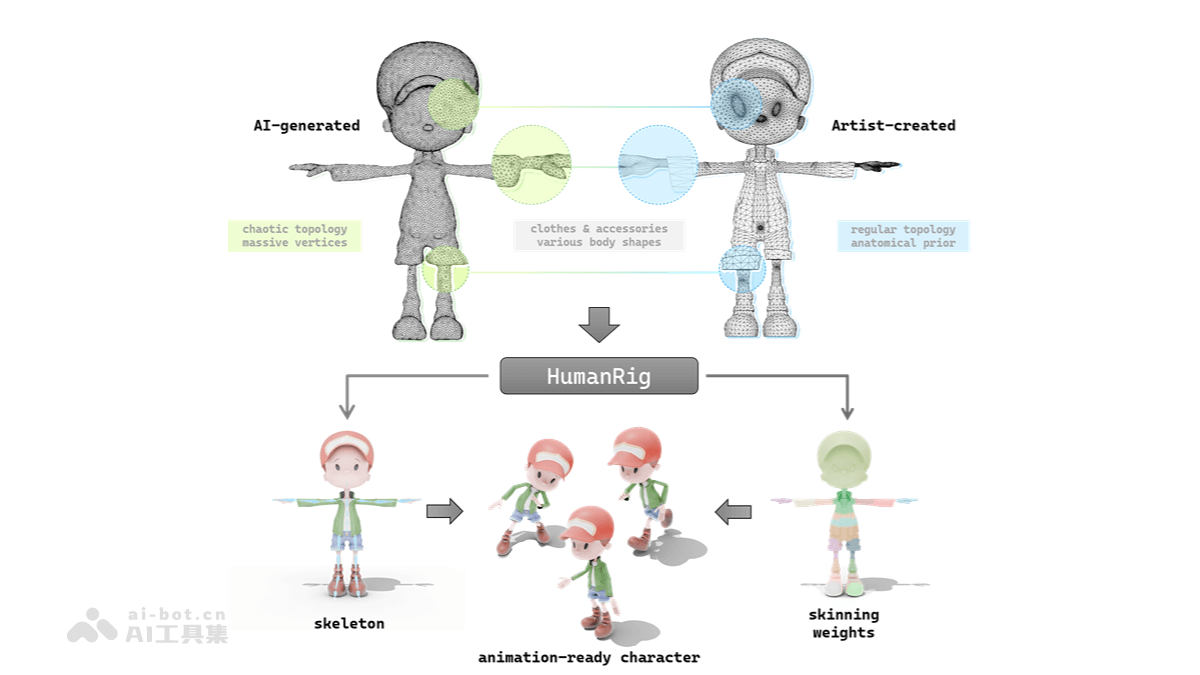 AI-generated
Artist-created
chaotic topology
massive vertices
clothes & accessories
various body shapes
regular topology
anatomical prior
HumanRig
skeleton
animation-ready character
skinning
weights
ai-bot.cn
AI工具集